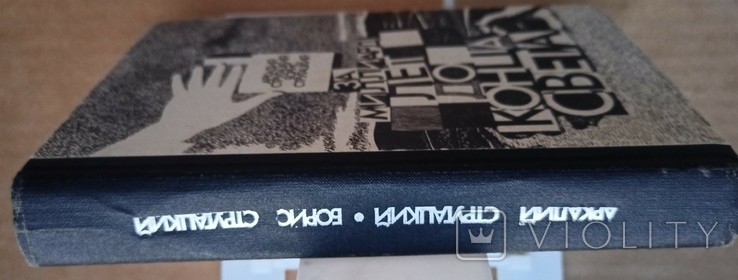 ЗА
МИЛЛИАРД
ЛЕТ
ДО
КОНЦА
СВЕТА
АРКАДИЙ СТРУГАЦКИЙ • БОРИС СТРУГАЦКИЙ
VIOLITY